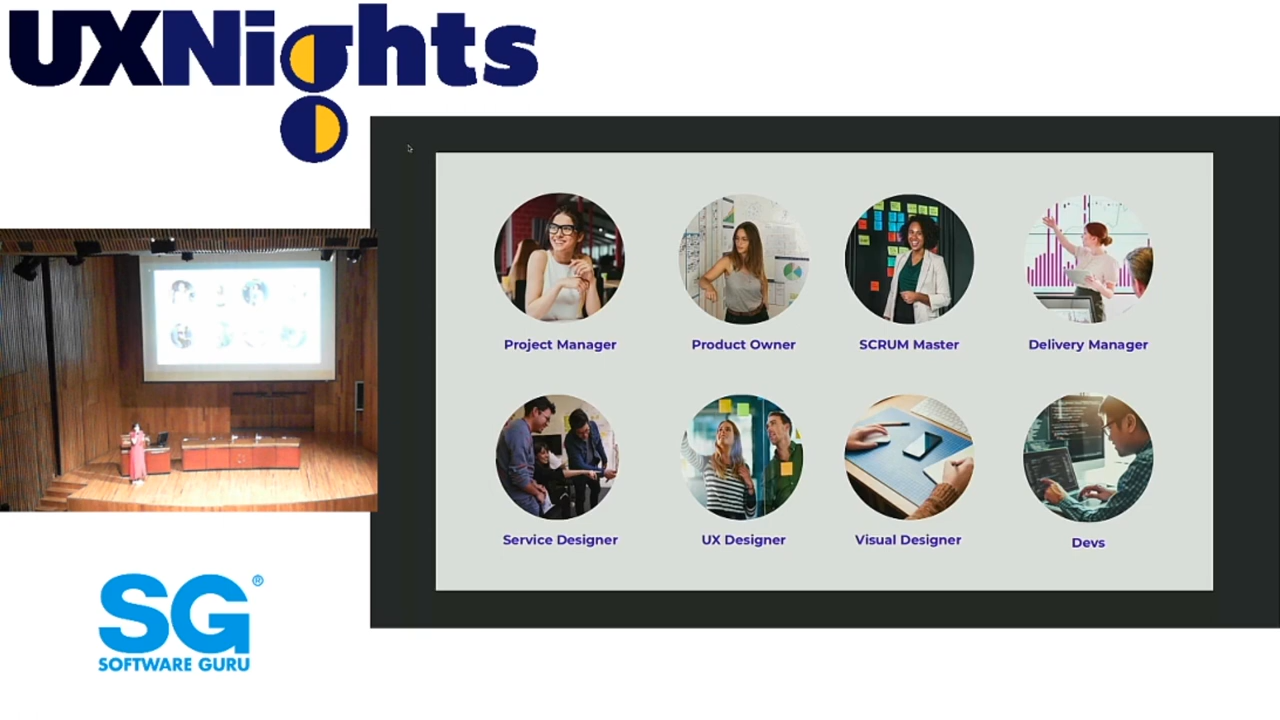 UXNights
Project Manager
Product Owner
SCRUM Master
Delivery Manager
Service Designer
UX Designer
Visual Designer
Devs
SG®
SOFTWARE GURU